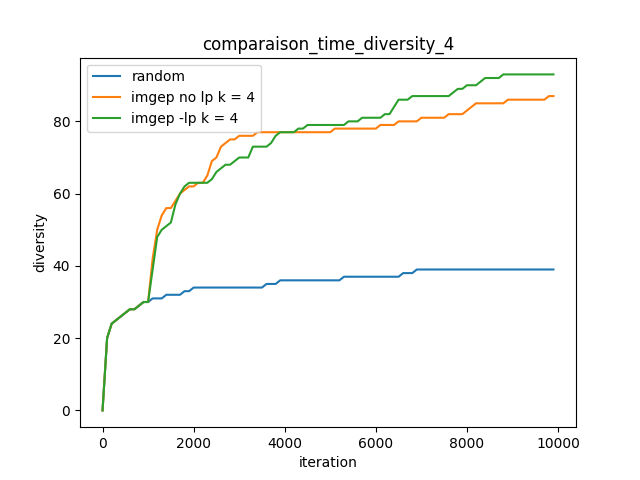 comparaison_time_diversity_4
random
imgep no lp k = 4
imgep -lp k = 4
diversity
80
60
40
20
0
0 2000 4000 6000 8000 10000
iteration